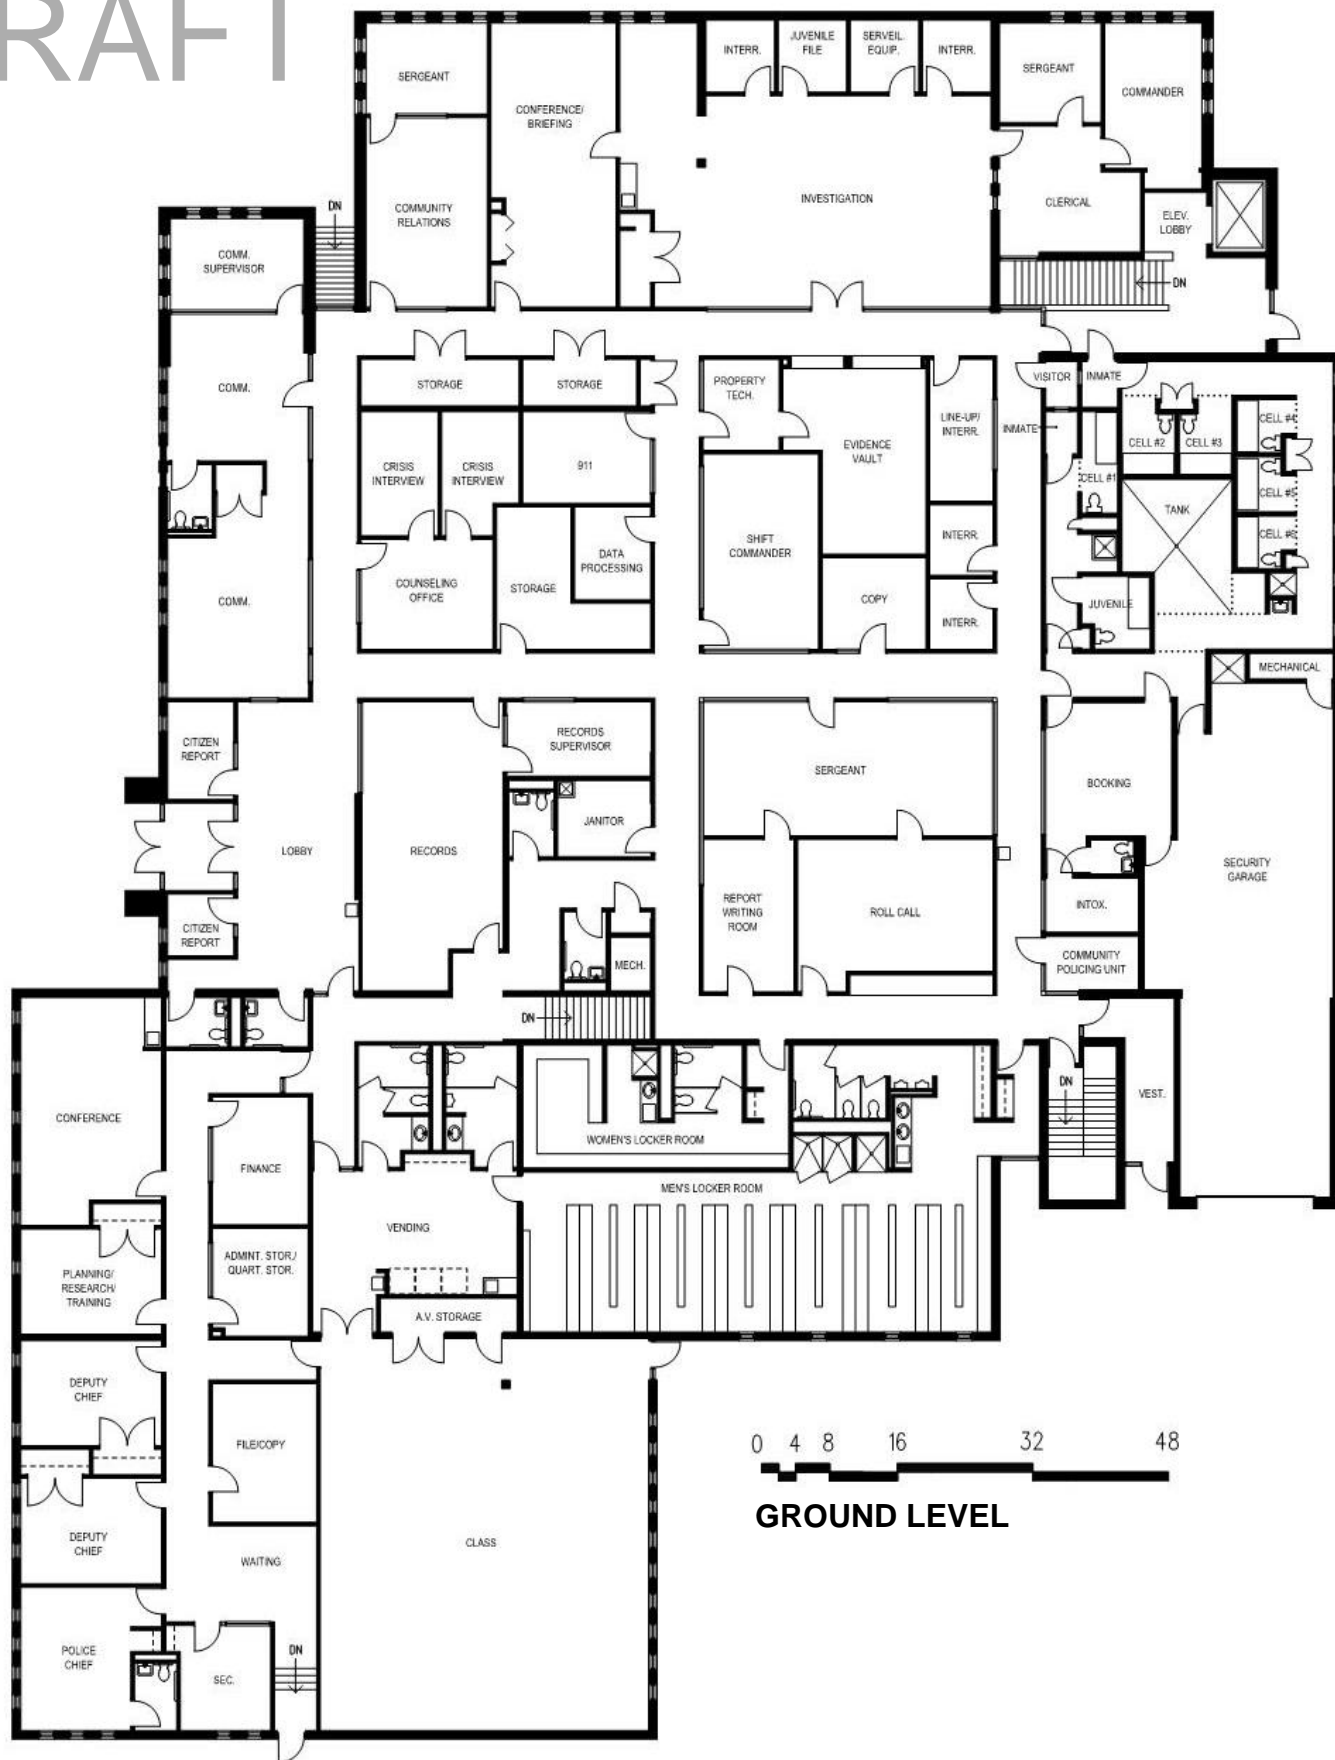 RAFT
SERGEANT
CONFERENCE/
BRIEFING
INTERR.
JUVENILE
FILE
SERVEIL.
EQUIP.
INTERR.
SERGEANT
COMMANDER
COMMUNITY
RELATIONS
INVESTIGATION
CLERICAL
ELEV.
LOBBY
DN
DN
COMM.
SUPERVISOR
COMM.
STORAGE
STORAGE
PROPERTY
TECH.
LINE-UP/
INTERR.
VISITOR
INMATE
INMATE
CELL #1
CELL #2
CELL #3
CELL #4
CELL #5
CELL #6
TANK
CRISIS
INTERVIEW
CRISIS
INTERVIEW
911
EVIDENCE
VAULT
SHIFT
COMMANDER
INTERR.
DATA
PROCESSING
STORAGE
COUNSELING
OFFICE
COMM.
COPY
INTERR.
JUVENILE
MECHANICAL
CITIZEN
REPORT
RECORDS
SUPERVISOR
SERGEANT
BOOKING
JANITOR
LOBBY
RECORDS
SECURITY
GARAGE
CITIZEN
REPORT
REPORT
WRITING
ROOM
ROLL CALL
INTOX.
COMMUNITY
POLICING UNIT
MECH.
DN
DN
VEST.
CONFERENCE
FINANCE
WOMEN'S LOCKER ROOM
MEN'S LOCKER ROOM
VENDING
ADMINT. STOR./
QUART. STOR.
PLANNING/
RESEARCH/
TRAINING
A.V. STORAGE
DEPUTY
CHIEF
FILE/COPY
DEPUTY
CHIEF
WAITING
CLASS
POLICE
CHIEF
SEC.
DN
0 4 8 16 32 48
GROUND LEVEL